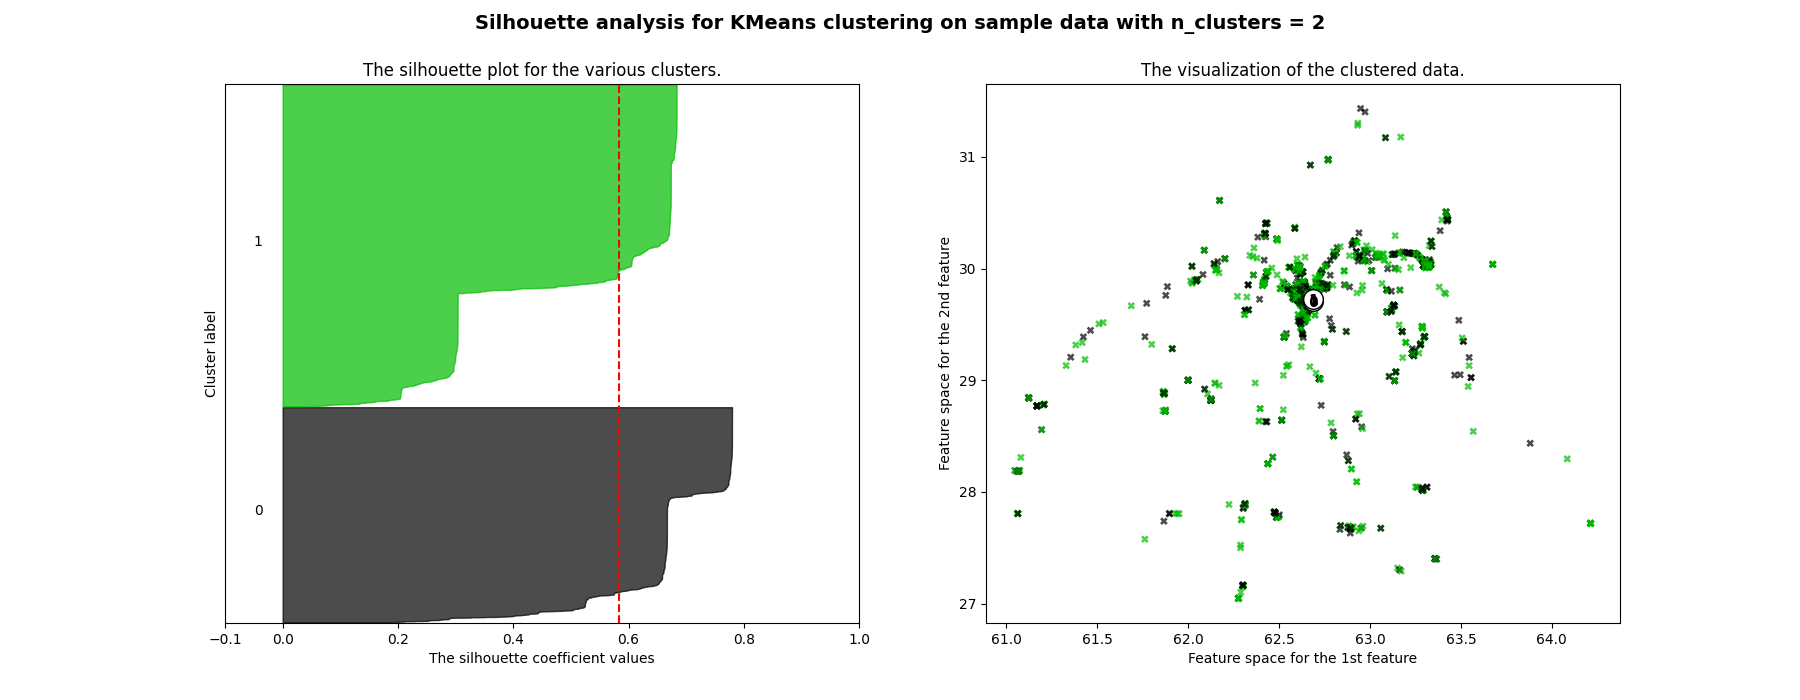 Silhouette analysis for KMeans clustering on sample data with n_clusters = 2
The silhouette plot for the various clusters.
1
0
Cluster label
−0.1 0.0 0.2 0.4 0.6 0.8 1.0
The silhouette coefficient values
The visualization of the clustered data.
31
30
29
28
27
Feature space for the 2nd feature
61.0 61.5 62.0 62.5 63.0 63.5 64.0
Feature space for the 1st feature